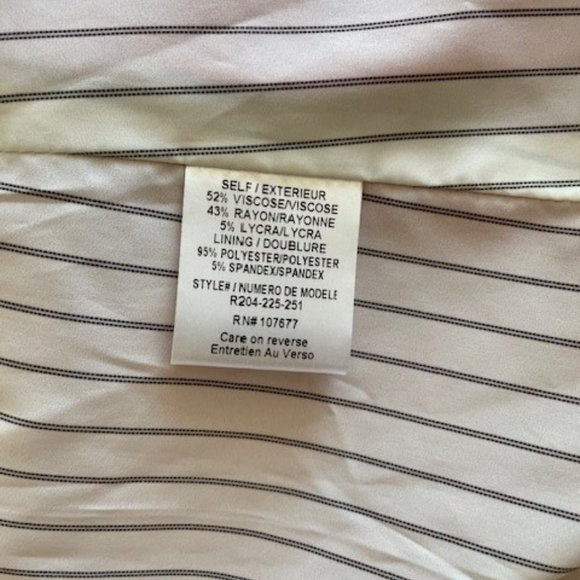 SELF / EXTERIEUR
52% VISCOSE/VISCOSE
43% RAYON/RAYONNE
5% LYCRA/LYCRA
LINING / DOUBLURE
95% POLYESTER/POLYESTER
5% SPANDEX/SPANDEX
STYLE# / NUMERO DE MODELE
R204-225-251
RN# 107677
Care on reverse
Entretien Au Verso